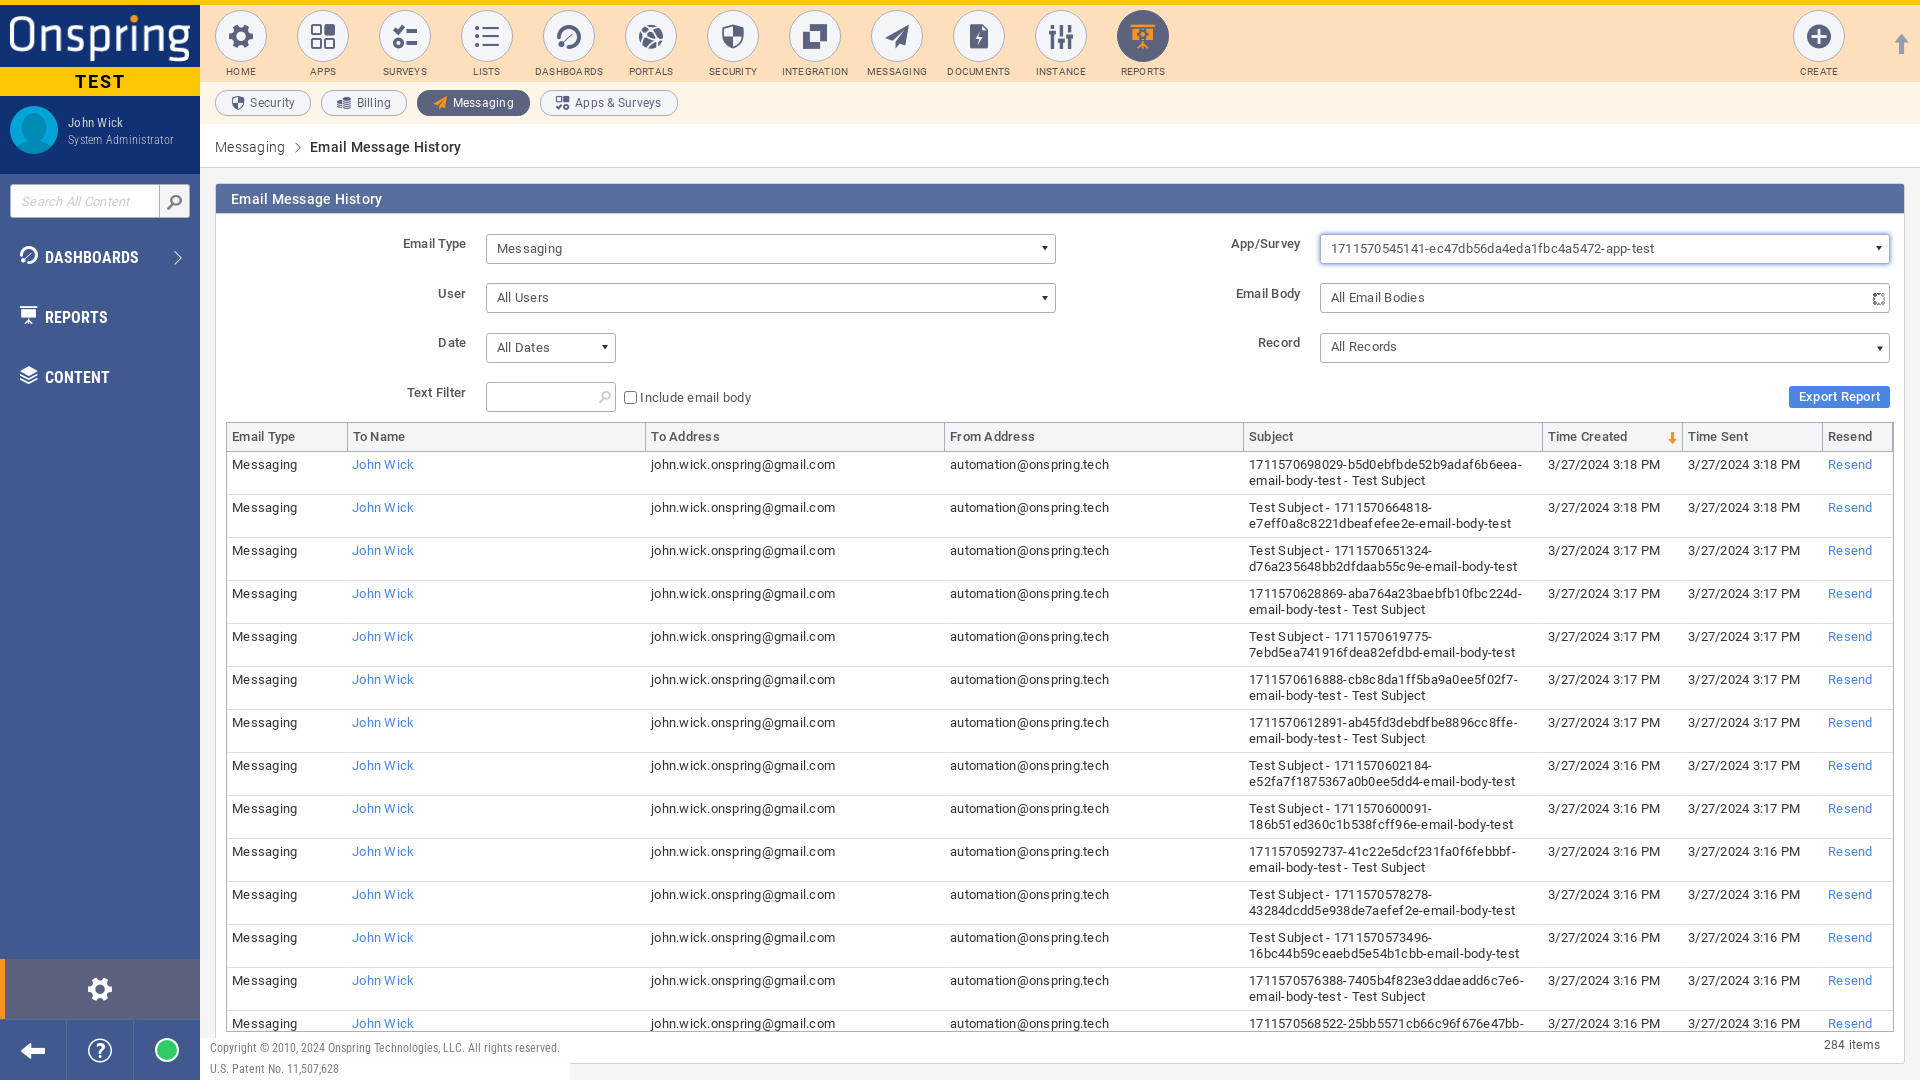 Onspring
TEST
John Wick
System Administrator
Search All Content
DASHBOARDS
REPORTS
CONTENT
HOME
APPS
SURVEYS
LISTS
DASHBOARDS
PORTALS
SECURITY
INTEGRATION
MESSAGING
DOCUMENTS
INSTANCE
REPORTS
CREATE
Security
Billing
Messaging
Apps & Surveys
Messaging
Email Message History
Email Message History
Email Type
Messaging
App/Survey
1711570545141-ec47db56da4eda1fbc4a5472-app-test
User
All Users
Email Body
All Email Bodies
Date
All Dates
Record
All Records
Text Filter
Include email body
Export Report
Email Type To Name To Address From Address Subject Time Created Time Sent Resend
Messaging John Wick john.wick.onspring@gmail.com automation@onspring.tech 1711570698029-b5d0ebfbde52b9adaf6b6eea- 3/27/2024 3:18 PM 3/27/2024 3:18 PM Resend
email-body-test - Test Subject
Messaging John Wick john.wick.onspring@gmail.com automation@onspring.tech Test Subject - 1711570664818- 3/27/2024 3:18 PM 3/27/2024 3:18 PM Resend
e7eff0a8c8221dbeafefee2e-email-body-test
Messaging John Wick john.wick.onspring@gmail.com automation@onspring.tech Test Subject - 1711570651324- 3/27/2024 3:17 PM 3/27/2024 3:17 PM Resend
d76a235648bb2dfdaab55c9e-email-body-test
Messaging John Wick john.wick.onspring@gmail.com automation@onspring.tech 1711570628869-aba764a23baebfb10fbc224d- 3/27/2024 3:17 PM 3/27/2024 3:17 PM Resend
email-body-test - Test Subject
Messaging John Wick john.wick.onspring@gmail.com automation@onspring.tech Test Subject - 1711570619775- 3/27/2024 3:17 PM 3/27/2024 3:17 PM Resend
7ebd5ea741916fdea82efdbd-email-body-test
Messaging John Wick john.wick.onspring@gmail.com automation@onspring.tech 1711570616888-cb8c8da1ff5ba9a0ee5f02f7- 3/27/2024 3:17 PM 3/27/2024 3:17 PM Resend
email-body-test - Test Subject
Messaging John Wick john.wick.onspring@gmail.com automation@onspring.tech 1711570612891-ab45fd3debdfbe8896cc8ffe- 3/27/2024 3:17 PM 3/27/2024 3:17 PM Resend
email-body-test - Test Subject
Messaging John Wick john.wick.onspring@gmail.com automation@onspring.tech Test Subject - 1711570602184- 3/27/2024 3:16 PM 3/27/2024 3:17 PM Resend
e52fa7f1875367a0b0ee5dd4-email-body-test
Messaging John Wick john.wick.onspring@gmail.com automation@onspring.tech Test Subject - 1711570600091- 3/27/2024 3:16 PM 3/27/2024 3:17 PM Resend
186b51ed360c1b538fcff96e-email-body-test
Messaging John Wick john.wick.onspring@gmail.com automation@onspring.tech 1711570592737-41c22e5dcf231fa0f6febbbf- 3/27/2024 3:16 PM 3/27/2024 3:16 PM Resend
email-body-test - Test Subject
Messaging John Wick john.wick.onspring@gmail.com automation@onspring.tech Test Subject - 1711570578278- 3/27/2024 3:16 PM 3/27/2024 3:16 PM Resend
43284dcdd5e938de7aefef2e-email-body-test
Messaging John Wick john.wick.onspring@gmail.com automation@onspring.tech Test Subject - 1711570573496- 3/27/2024 3:16 PM 3/27/2024 3:16 PM Resend
16bc44b59ceaebd5e54b1cbb-email-body-test
Messaging John Wick john.wick.onspring@gmail.com automation@onspring.tech 1711570576388-7405b4f823e3ddaeadd6c7e6- 3/27/2024 3:16 PM 3/27/2024 3:16 PM Resend
email-body-test - Test Subject
Messaging John Wick john.wick.onspring@gmail.com automation@onspring.tech 1711570568522-25bb5571cb66c96f676e47bb- 3/27/2024 3:16 PM 3/27/2024 3:16 PM Resend
284 items
Copyright © 2010, 2024 Onspring Technologies, LLC. All rights reserved.
U.S. Patent No. 11,507,628